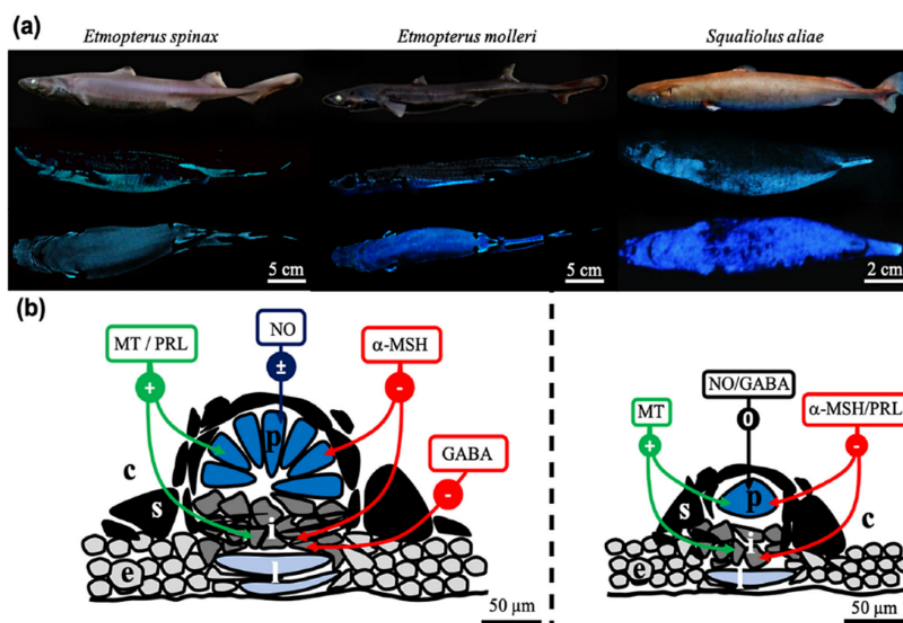 (a)
Etmopterus spinax
Etmopterus molleri
Squaliolus aliae
5 cm
5 cm
2 cm
(b)
MT / PRL
NO
α-MSH
+
±
-
GABA
-
p
c
s
i
e
l
50 µm
MT
NO/GABA
α-MSH/PRL
+
0
-
p
s
c
i
e
l
50 µm